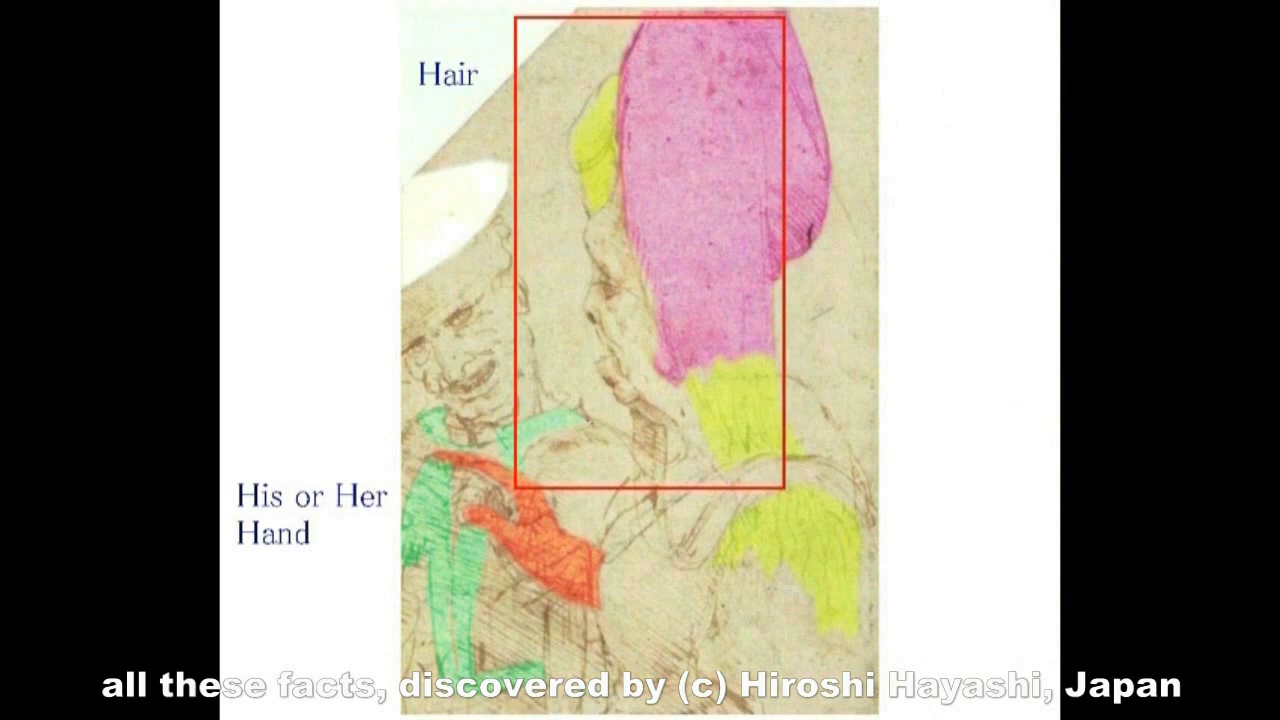 Hair
His or Her
Hand
all these facts, discovered by (c) Hiroshi Hayashi, Japan